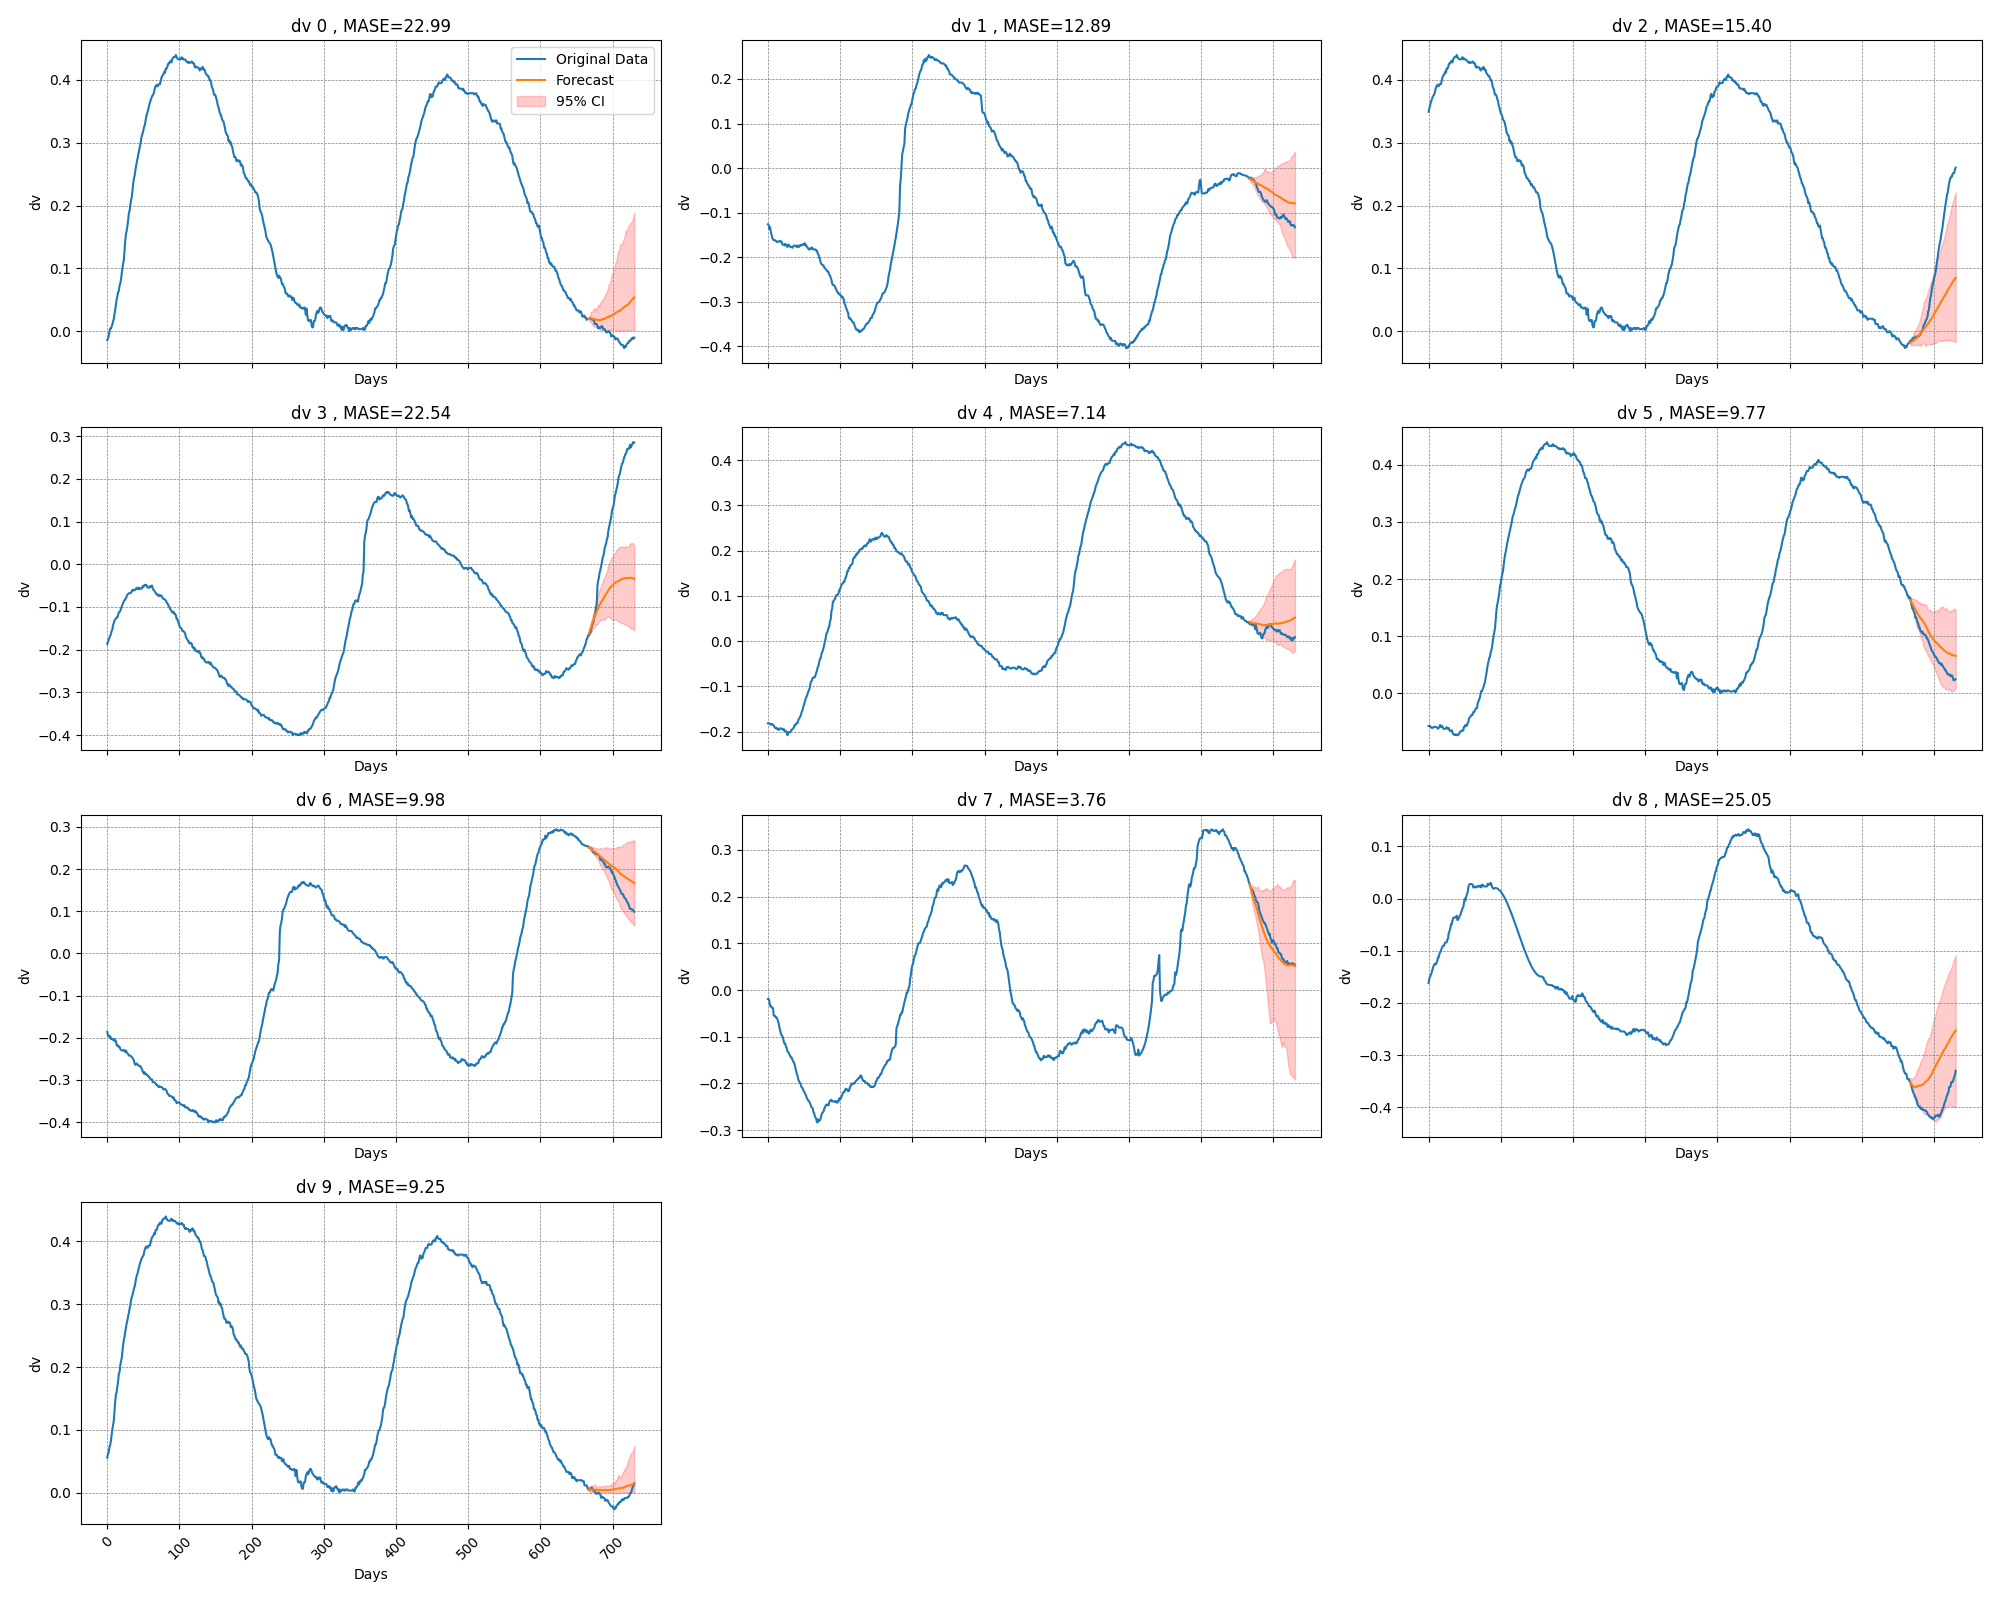 dv 0 , MASE=22.99
dv 1 , MASE=12.89
dv 2 , MASE=15.40
Original Data
Forecast
95% CI
0.4
0.3
0.2
0.1
0.0
dv
Days
0.2
0.1
0.0
−0.1
−0.2
−0.3
−0.4
dv
Days
0.4
0.3
0.2
0.1
0.0
dv
Days
dv 3 , MASE=22.54
dv 4 , MASE=7.14
dv 5 , MASE=9.77
0.3
0.2
0.1
0.0
−0.1
−0.2
−0.3
−0.4
dv
Days
0.4
0.3
0.2
0.1
0.0
−0.1
−0.2
dv
Days
0.4
0.3
0.2
0.1
0.0
dv
Days
dv 6 , MASE=9.98
dv 7 , MASE=3.76
dv 8 , MASE=25.05
0.3
0.2
0.1
0.0
−0.1
−0.2
−0.3
−0.4
dv
Days
0.3
0.2
0.1
0.0
−0.1
−0.2
−0.3
dv
Days
0.1
0.0
−0.1
−0.2
−0.3
−0.4
dv
Days
dv 9 , MASE=9.25
0.4
0.3
0.2
0.1
0.0
dv
0 100 200 300 400 500 600 700
Days